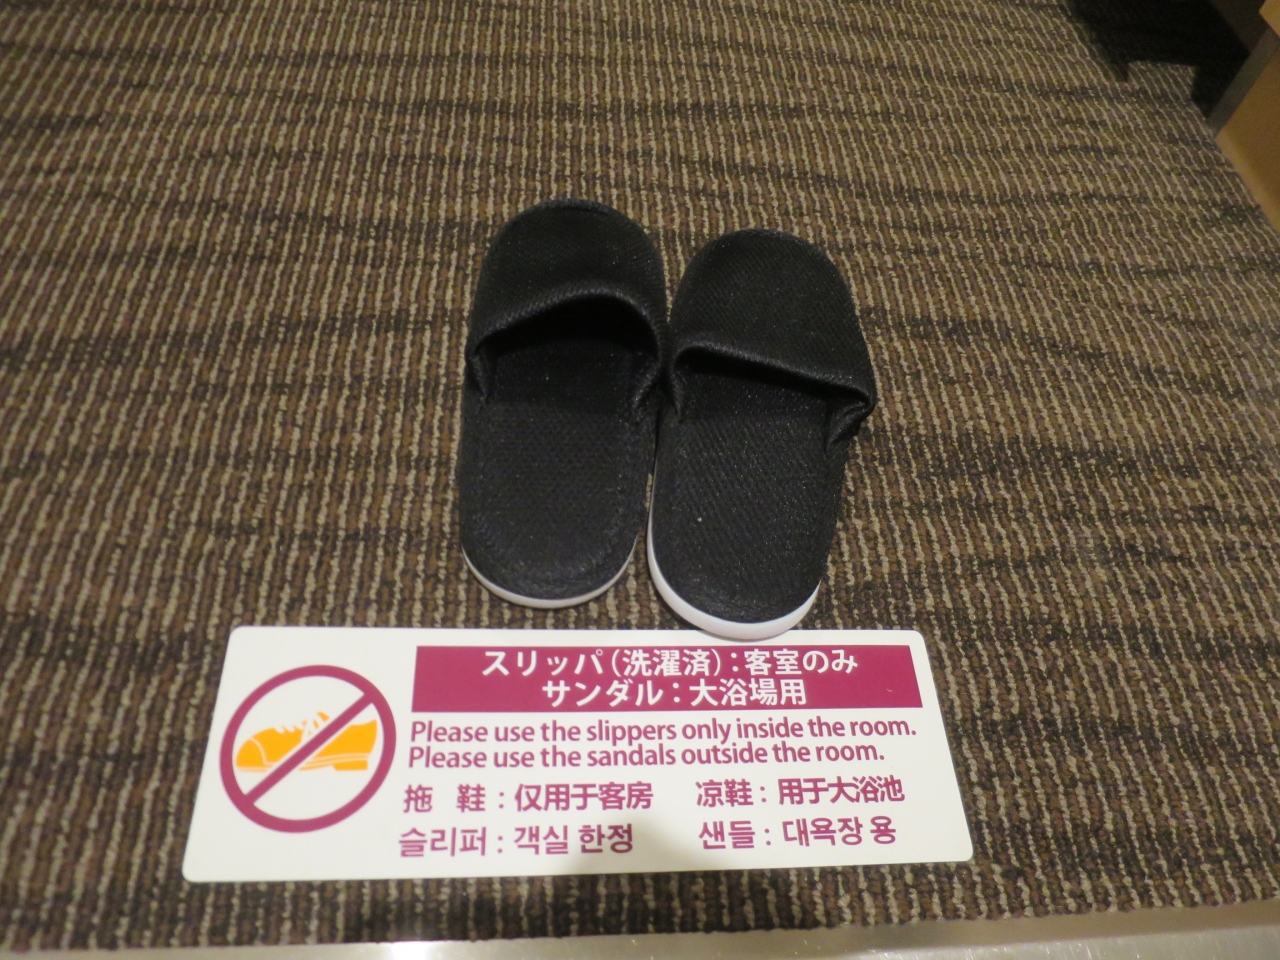 スリッパ(洗濯済):客室のみ
サンダル:大浴場用
Please use the slippers only inside the room.
Please use the sandals outside the room.
拖 鞋:仅用于客房 凉鞋:用于大浴池
슬리퍼 : 객실 한정 샌들 : 대욕장 용